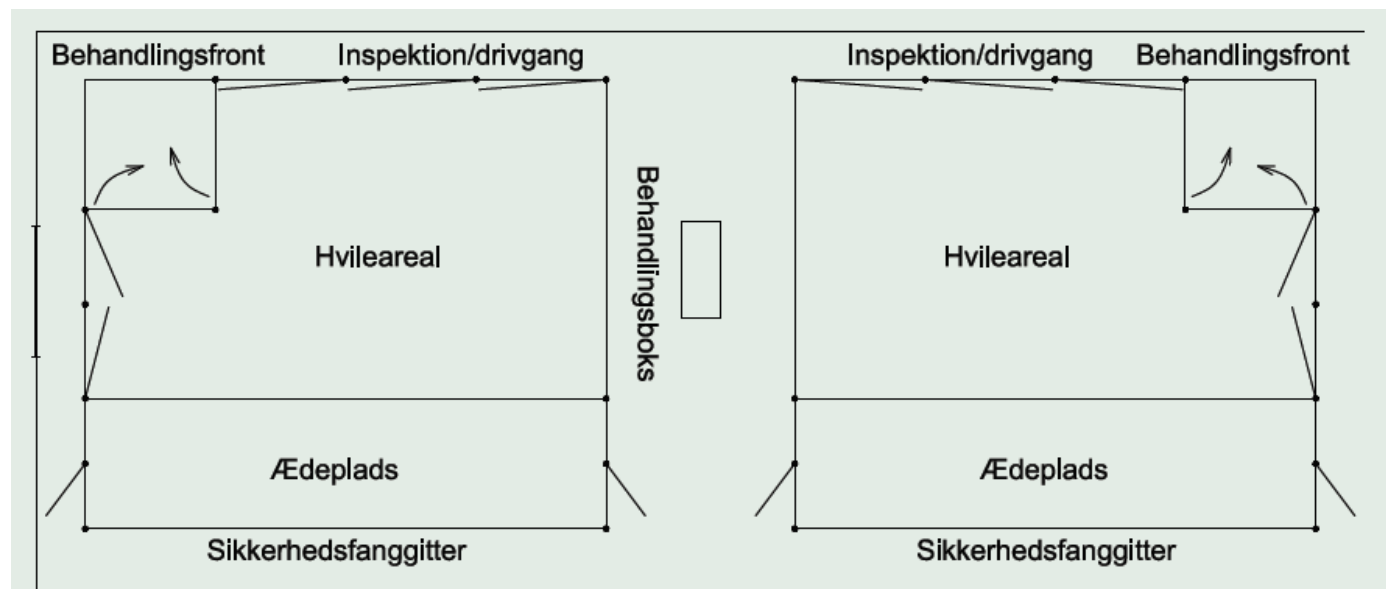 Behandlingsfront
Inspektion/drivgang
Inspektion/drivgang
Behandlingsfront
Hvileareal
Behandlingsboks
Hvileareal
Ædeplads
Ædeplads
Sikkerhedsfanggitter
Sikkerhedsfanggitter